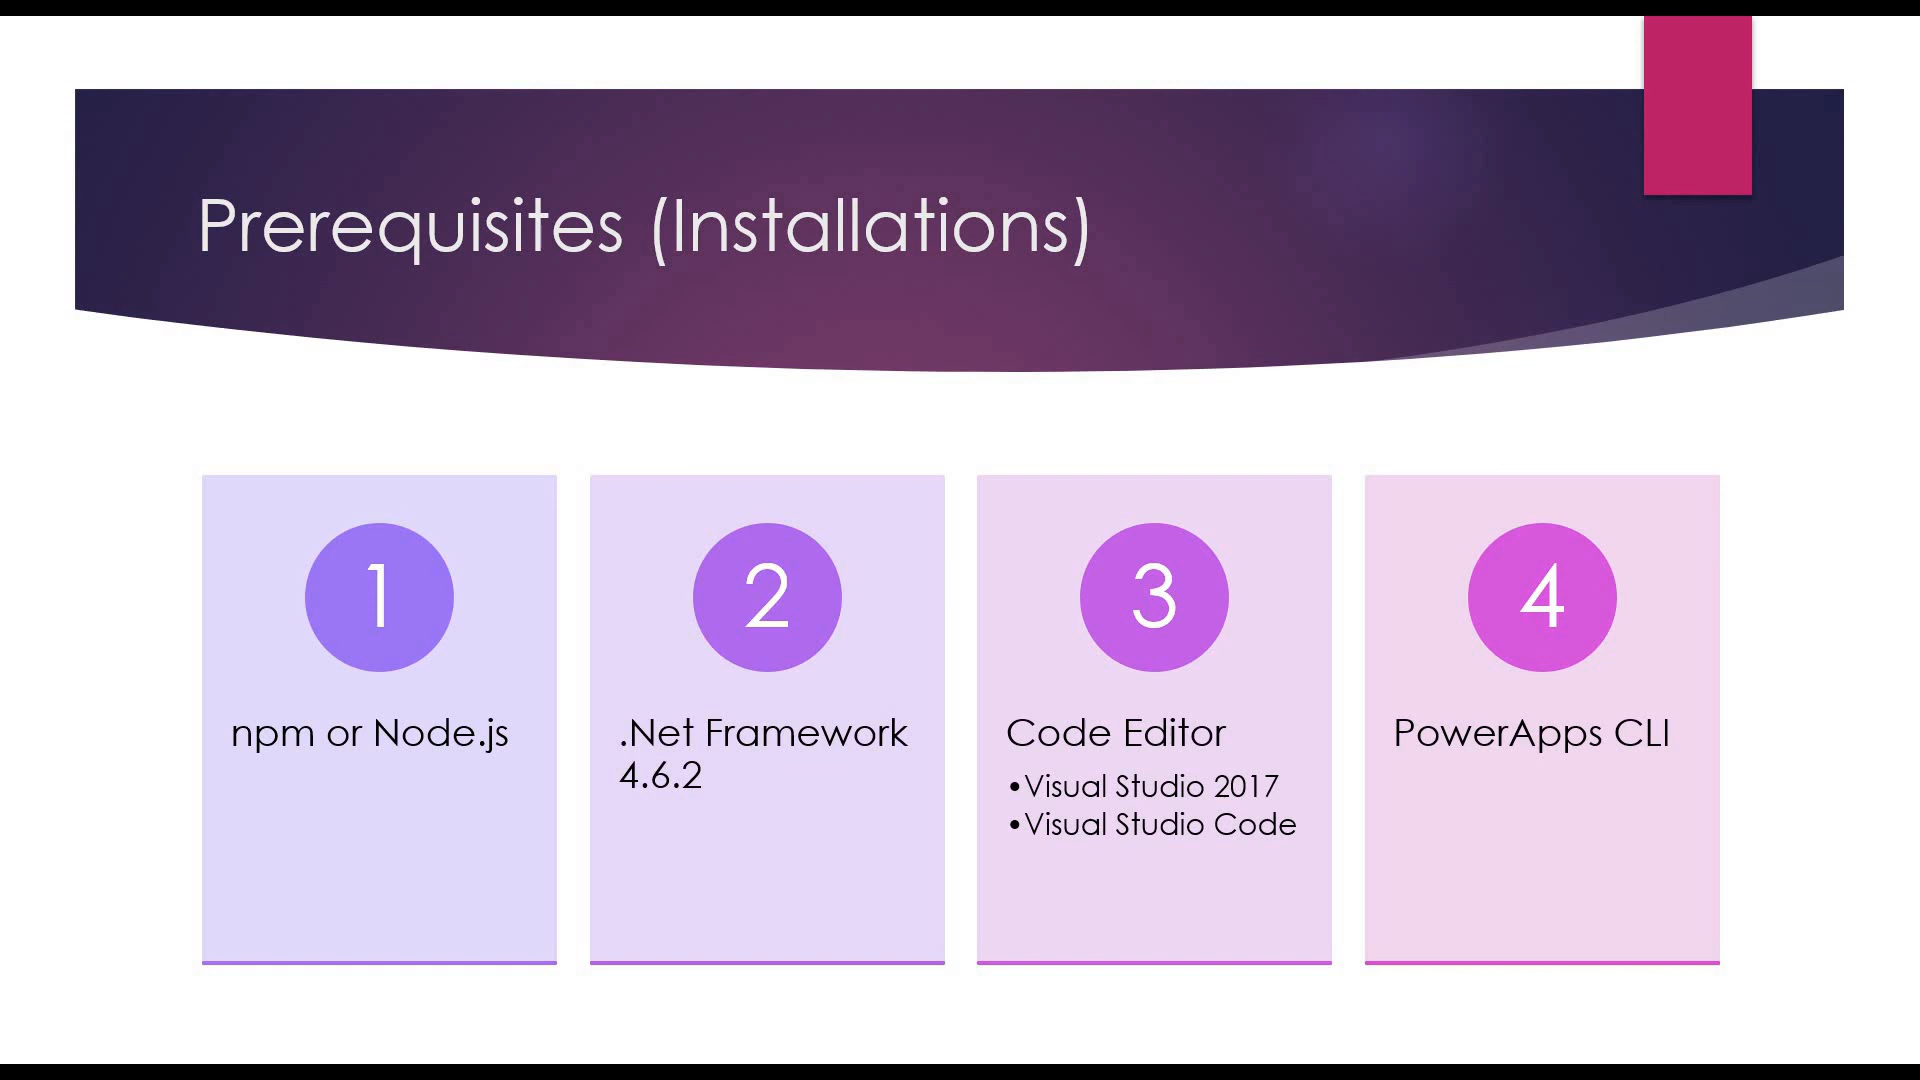 Prerequisites (Installations)
1
npm or Node.js
2
.Net Framework
4.6.2
3
Code Editor
•Visual Studio 2017
•Visual Studio Code
4
PowerApps CLI